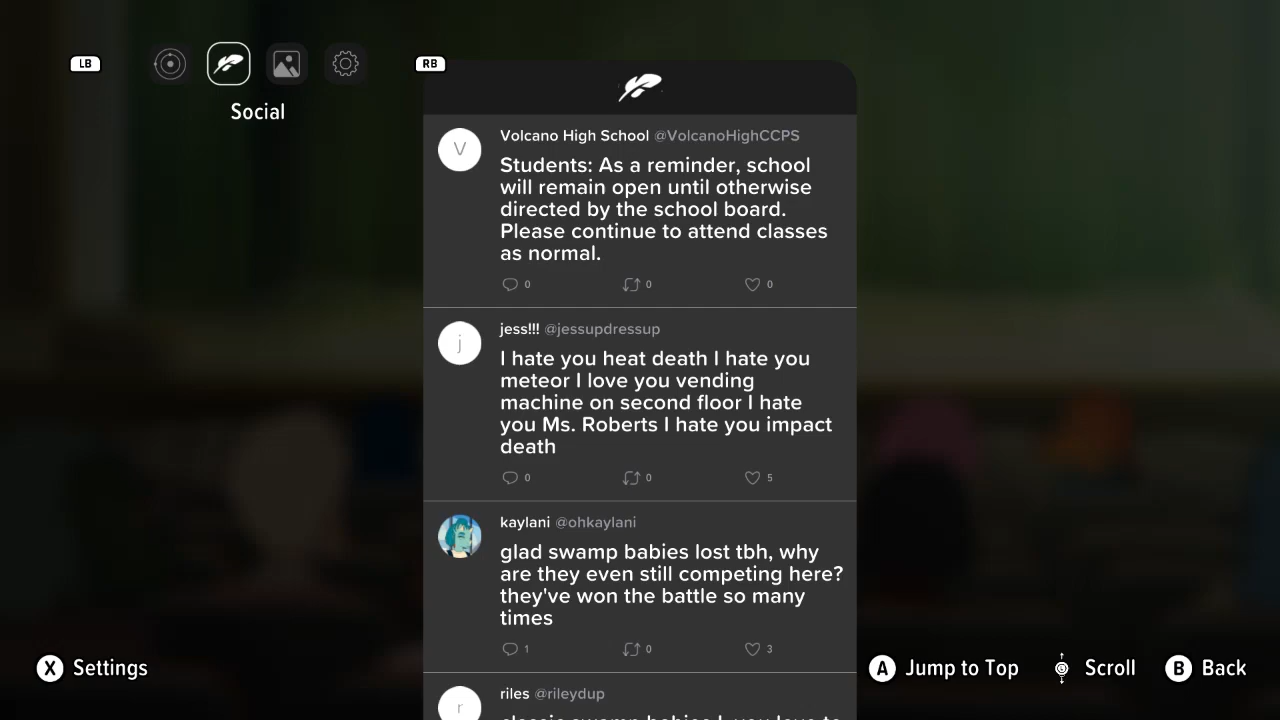 LB
RB
Social
Volcano High School @VolcanoHighCCPS
V
Students: As a reminder, school
will remain open until otherwise
directed by the school board.
Please continue to attend classes
as normal.
0 0 0
jess!!! @jessupdressup
j
I hate you heat death I hate you
meteor I love you vending
machine on second floor I hate
you Ms. Roberts I hate you impact
death
0 0 5
kaylani @ohkaylani
glad swamp babies lost tbh, why
are they even still competing here?
they've won the battle so many
times
1 0 3
riles @rileydup
r
X Settings
A Jump to Top
Scroll
B Back